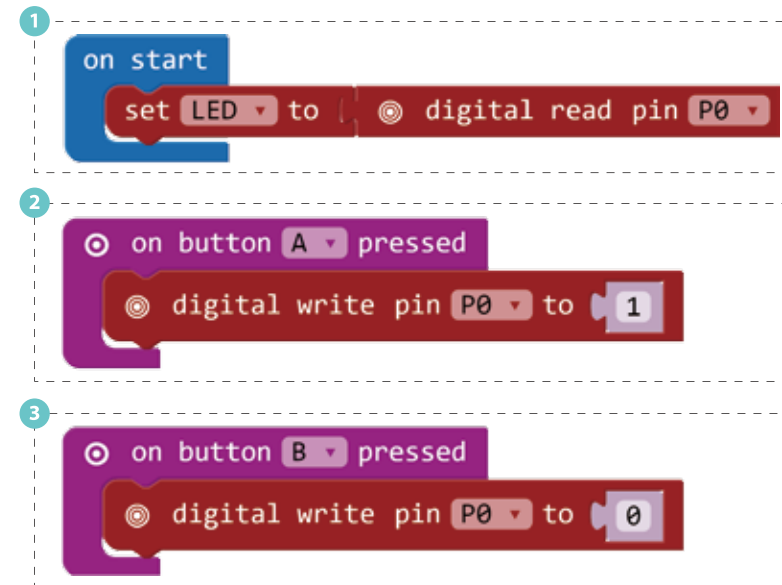 1
on start
set LED to digital read pin P0
2
on button A pressed
digital write pin P0 to 1
3
on button B pressed
digital write pin P0 to 0